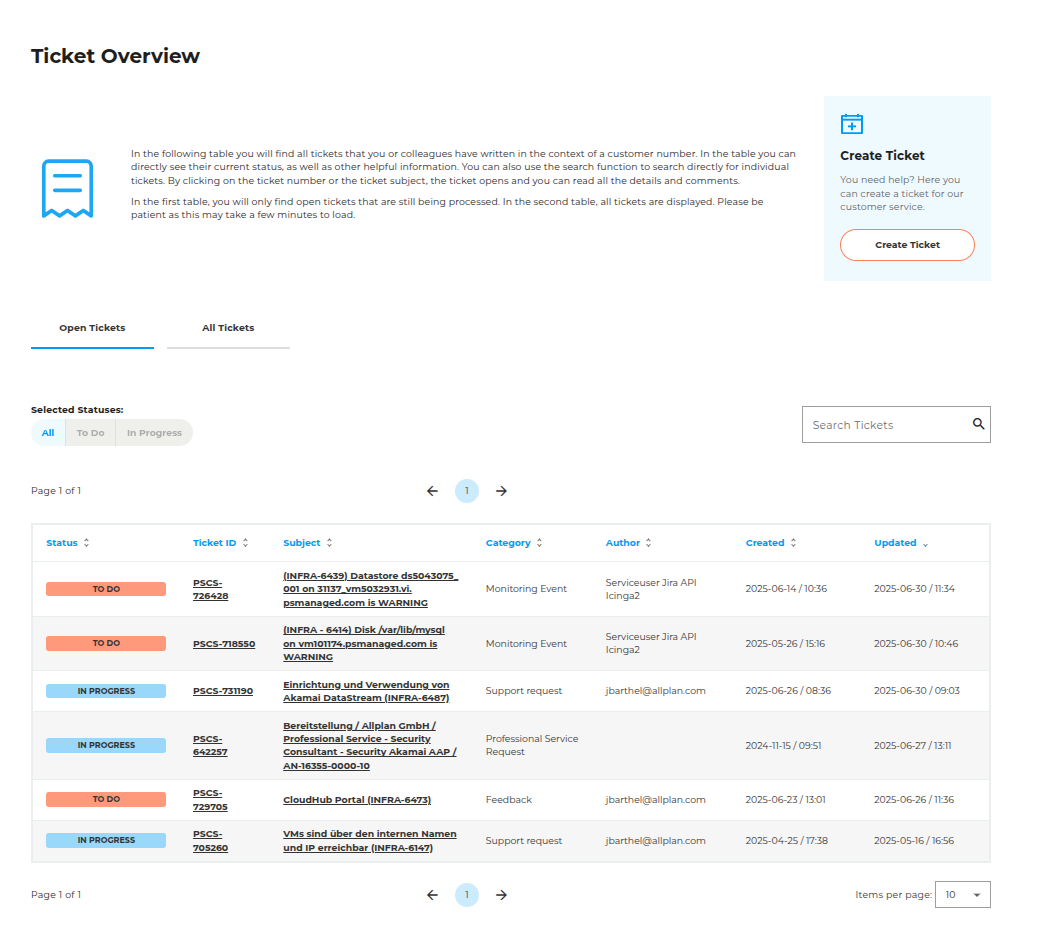 Ticket Overview
In the following table you will find all tickets that you or colleagues have written in the context of a customer number. In the table you can
directly see their current status, as well as other helpful information. You can also use the search function to search directly for individual
tickets. By clicking on the ticket number or the ticket subject, the ticket opens and you can read all the details and comments.
In the first table, you will only find open tickets that are still being processed. In the second table, all tickets are displayed. Please be
patient as this may take a few minutes to load.
Create Ticket
You need help? Here you
can create a ticket for our
customer service.
Create Ticket
Open Tickets All Tickets
Selected Statuses:
All To Do In Progress
Search Tickets
Page 1 of 1 1
Status Ticket ID Subject Category Author Created Updated
TO DO PSCS-726428 (INFRA-6439) Datastore ds5043075_001 on 31137_vm5032931.vi.psmanaged.com is WARNING Monitoring Event Serviceuser Jira API Icinga2 2025-06-14 / 10:36 2025-06-30 / 11:34
TO DO PSCS-718550 (INFRA - 6414) Disk /var/lib/mysql on vm101174.psmanaged.com is WARNING Monitoring Event Serviceuser Jira API Icinga2 2025-05-26 / 15:16 2025-06-30 / 10:46
IN PROGRESS PSCS-731190 Einrichtung und Verwendung von Akamai DataStream (INFRA-6487) Support request jbarthel@allplan.com 2025-06-26 / 08:36 2025-06-30 / 09:03
IN PROGRESS PSCS-642257 Bereitstellung / Allplan GmbH / Professional Service - Security Consultant - Security Akamai AAP / AN-16355-0000-10 Professional Service Request 2024-11-15 / 09:51 2025-06-27 / 13:11
TO DO PSCS-729705 CloudHub Portal (INFRA-6473) Feedback jbarthel@allplan.com 2025-06-23 / 13:01 2025-06-26 / 11:36
IN PROGRESS PSCS-705260 VMs sind über den internen Namen und IP erreichbar (INFRA-6147) Support request jbarthel@allplan.com 2025-04-25 / 17:38 2025-05-16 / 16:56
Page 1 of 1 1 Items per page: 10